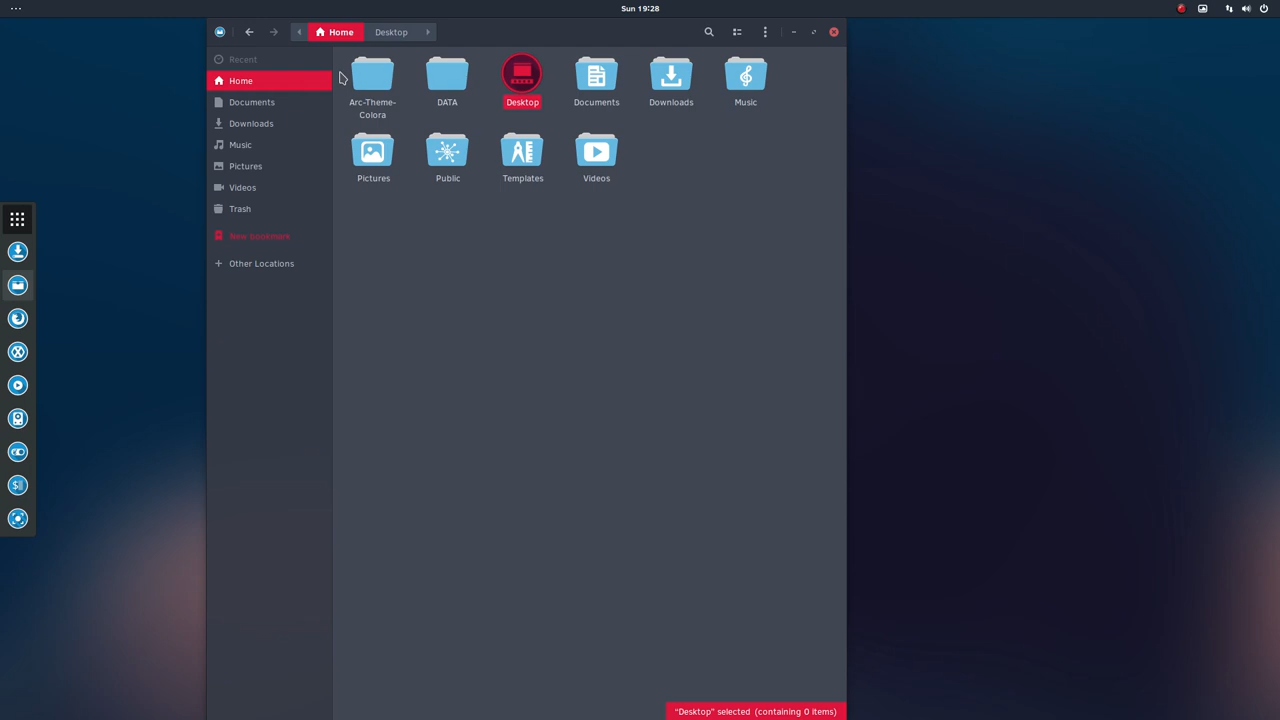 Sun 19:28
Home
Desktop
Recent
Home
Documents
Downloads
Music
Pictures
Videos
Trash
New bookmark
Other Locations
Arc-Theme-
Colora
DATA
Desktop
Documents
Downloads
Music
Pictures
Public
Templates
Videos
"Desktop" selected (containing 0 items)